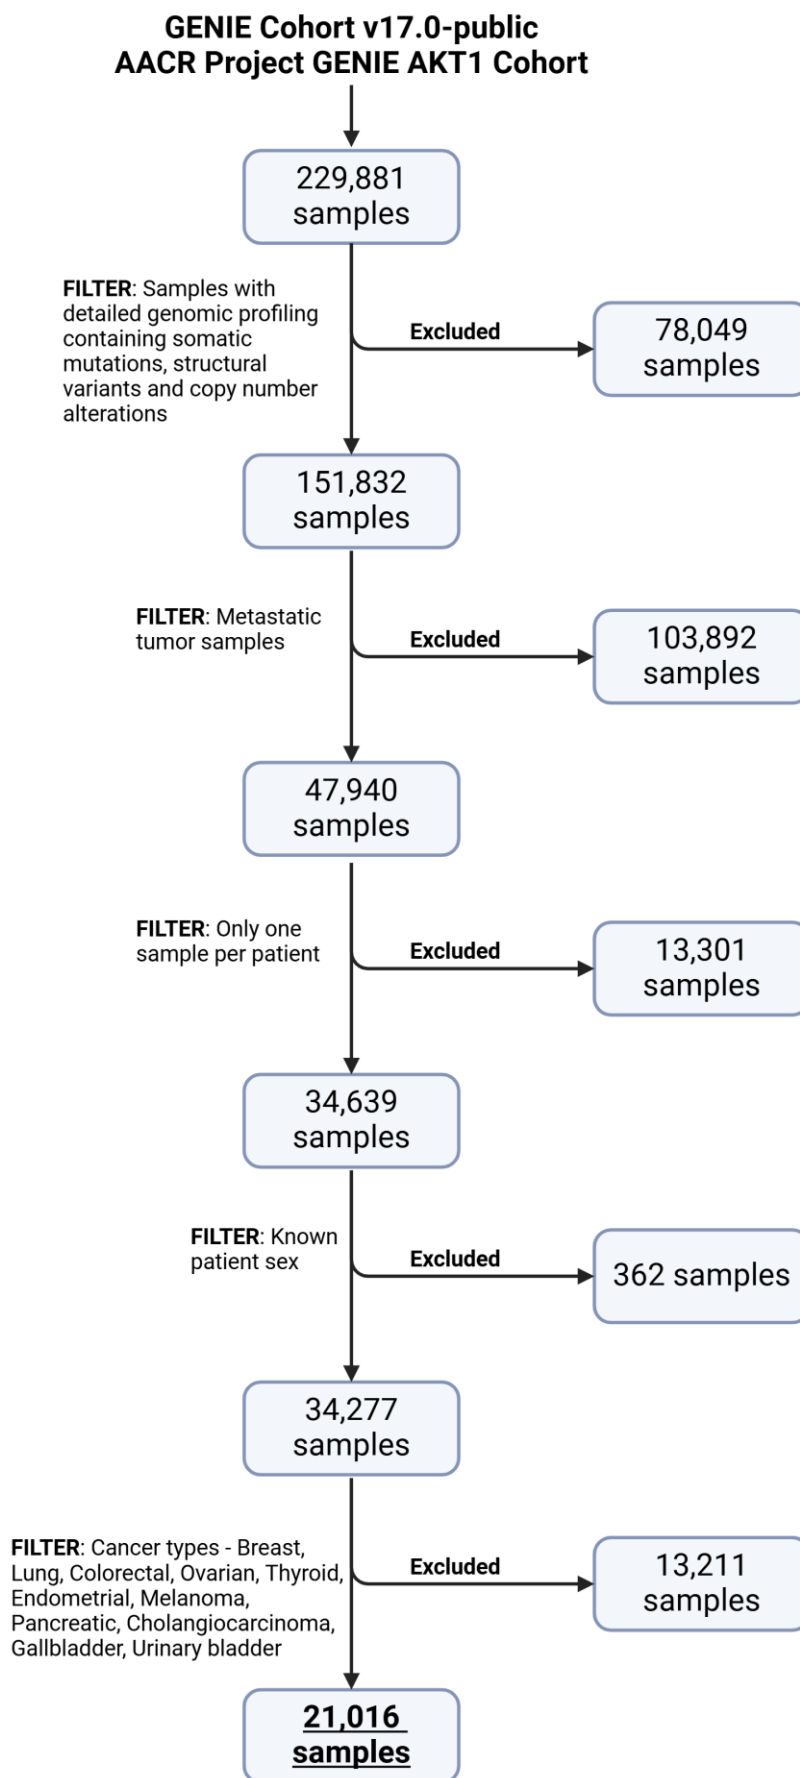 GENIE Cohort v17.0-public
AACR Project GENIE AKT1 Cohort
229,881
samples
FILTER: Samples with
detailed genomic profiling
containing somatic
mutations, structural
variants and copy number
alterations
Excluded
78,049
samples
151,832
samples
FILTER: Metastatic
tumor samples
Excluded
103,892
samples
47,940
samples
FILTER: Only one
sample per patient
Excluded
13,301
samples
34,639
samples
FILTER: Known
patient sex
Excluded
362 samples
34,277
samples
FILTER: Cancer types - Breast,
Lung, Colorectal, Ovarian, Thyroid,
Endometrial, Melanoma,
Pancreatic, Cholangiocarcinoma,
Gallbladder, Urinary bladder
Excluded
13,211
samples
21,016
samples